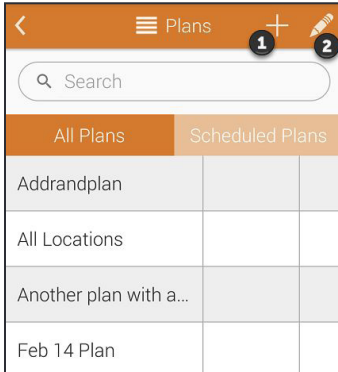 Plans
1
2
Search
All Plans Scheduled Plans
Addrandplan
All Locations
Another plan with a...
Feb 14 Plan